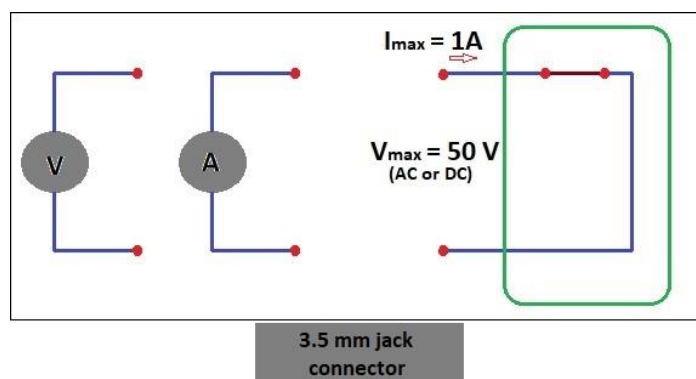 Imax = 1A
V
A
Vmax = 50 V
(AC or DC)
3.5 mm jack
connector